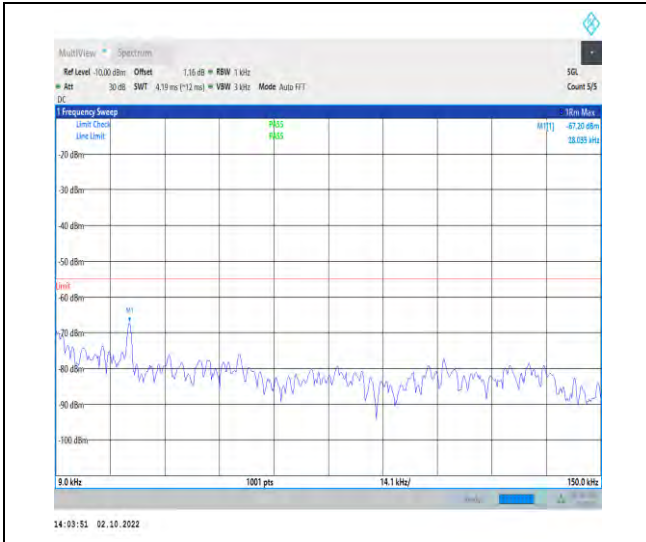 MultiView Spectrum
Ref Level -10.00 dBm Offset 1.16 dB RBW 1 kHz SGL
Att 30 dB SWT 4.19 ms (~12 ms) VBW 3 kHz Mode Auto FFT Count 5/5
DC
1 Frequency Sweep 1Rm Max
Limit Check PASS M1[1] -67.20 dBm
Line Limit PASS 28.035 kHz
-20 dBm
-30 dBm
-40 dBm
-50 dBm
Limit
-60 dBm
M1
-70 dBm
-80 dBm
-90 dBm
-100 dBm
9.0 kHz 1001 pts 14.1 kHz/ 150.0 kHz
14:03:51 02.10.2022